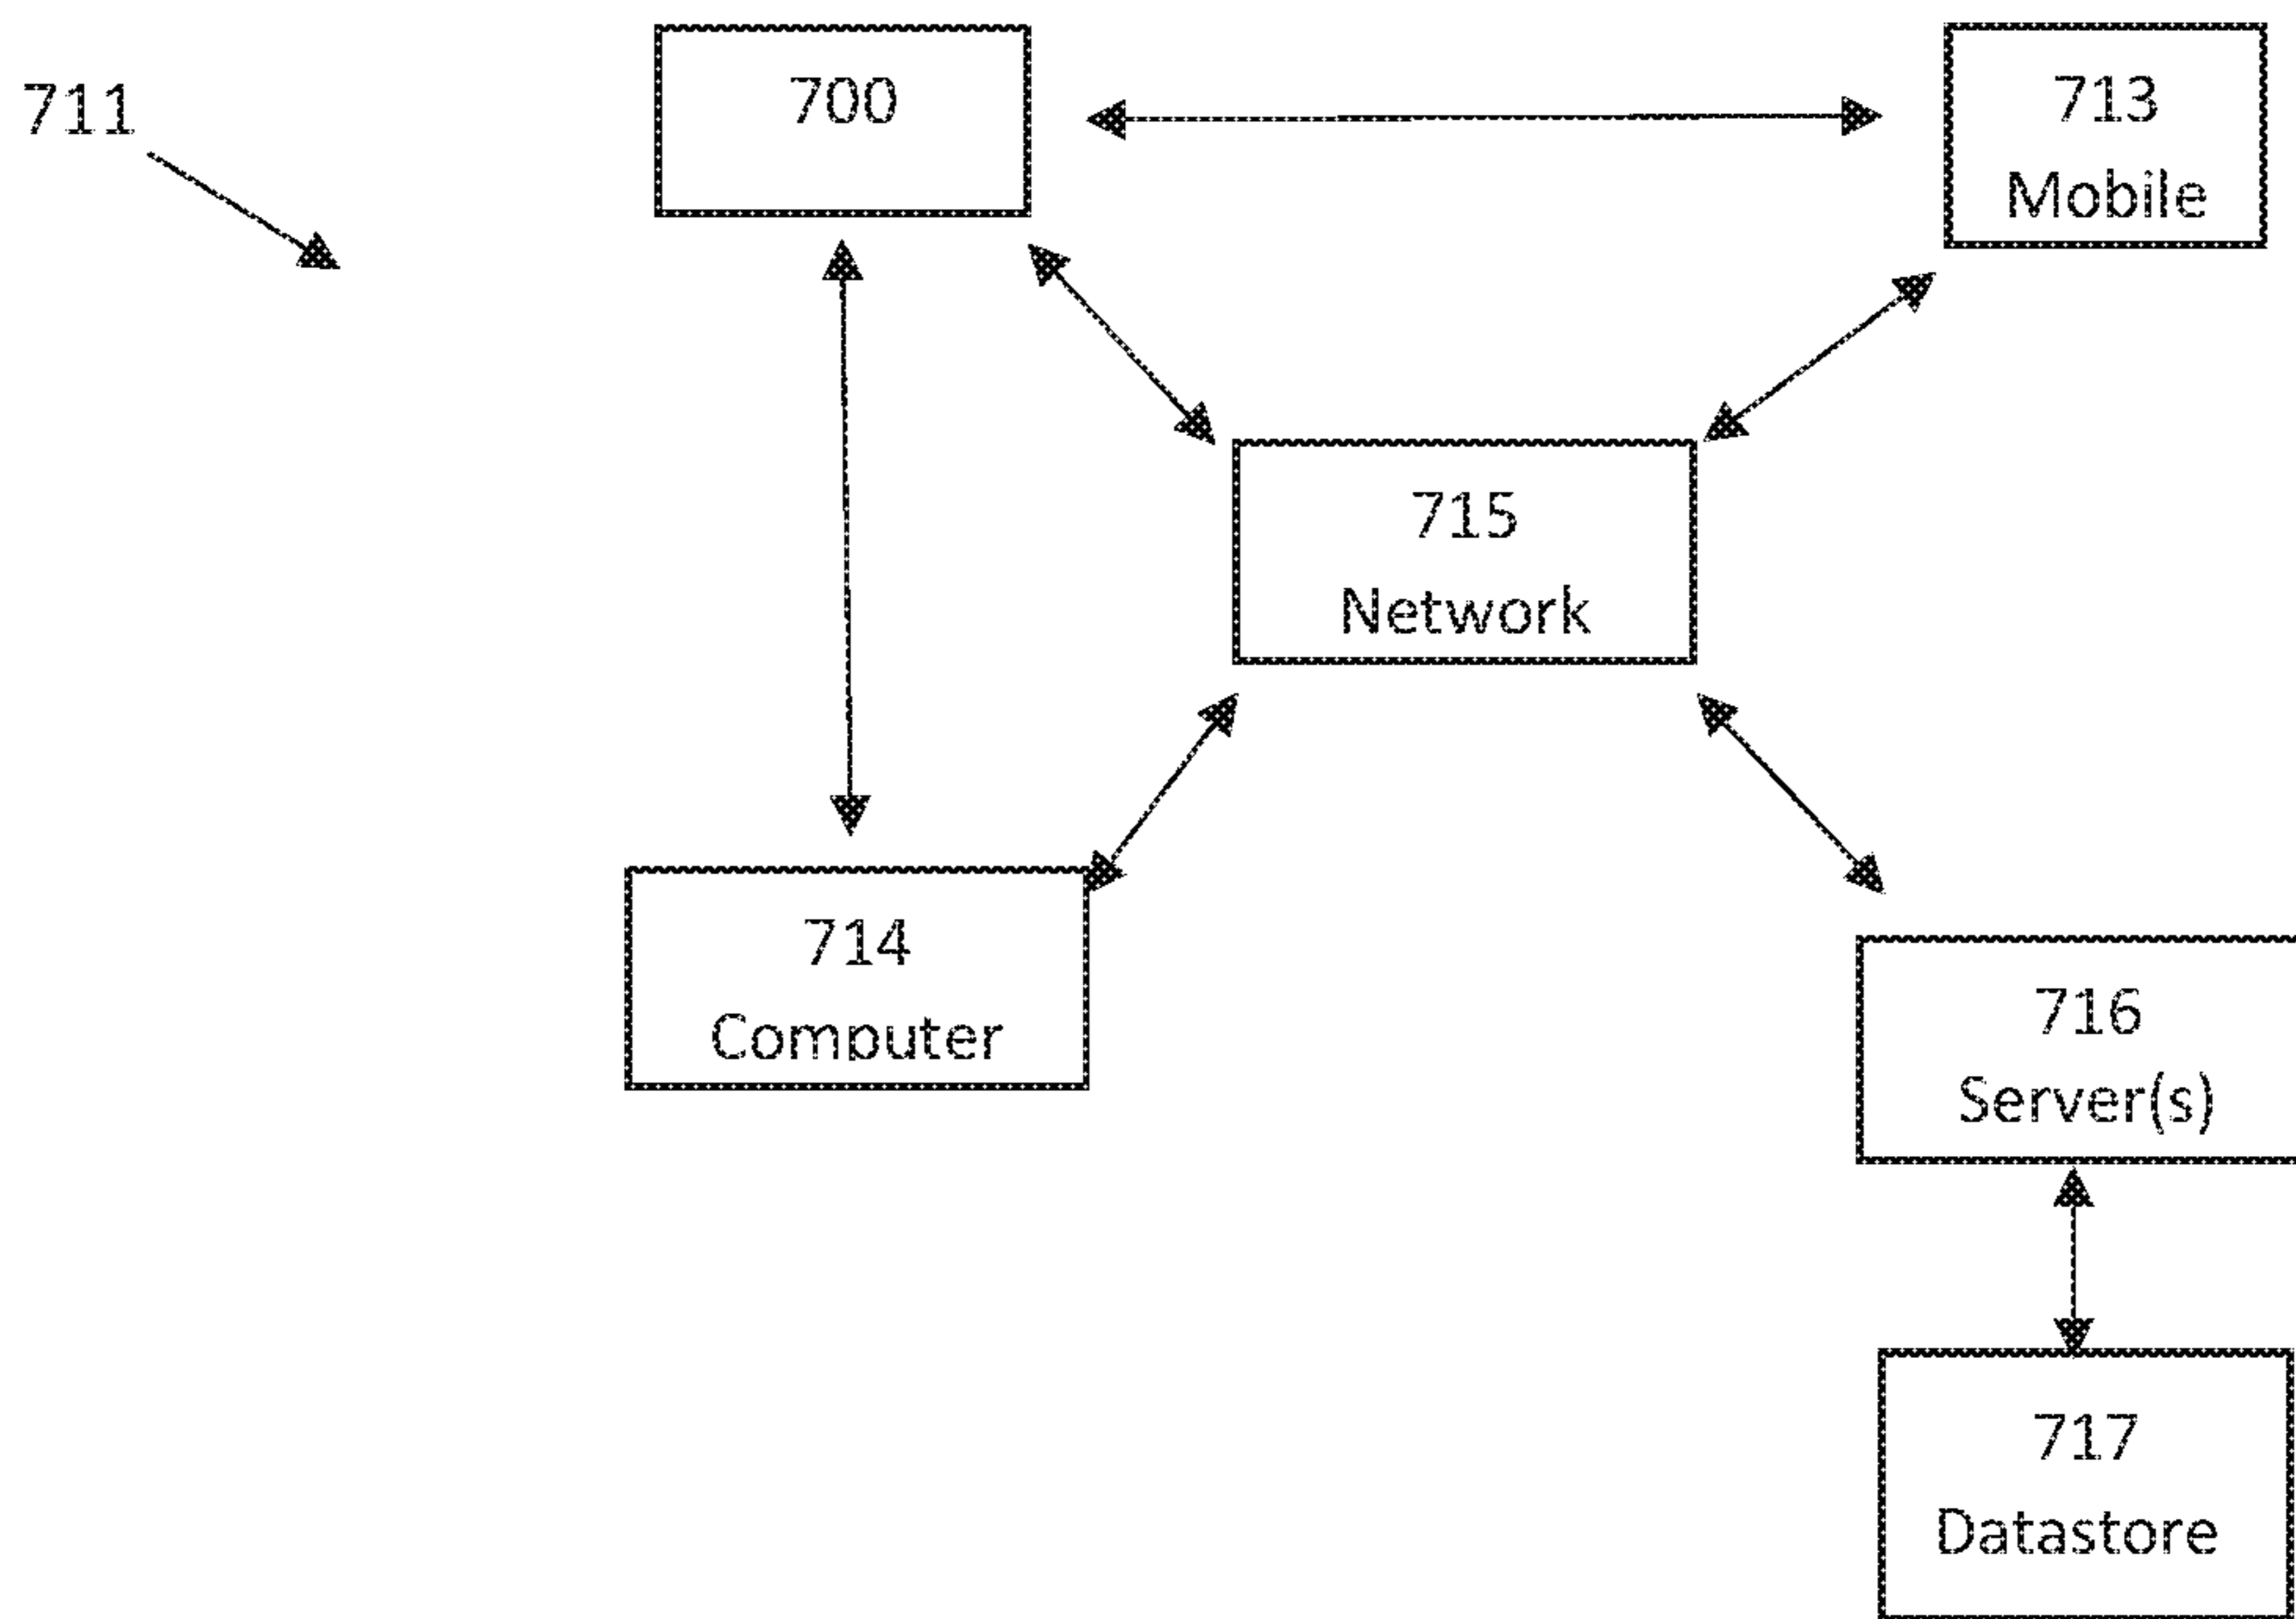 711
700
713
Mobile
715
Network
714
Computer
716
Server(s)
717
Datastore